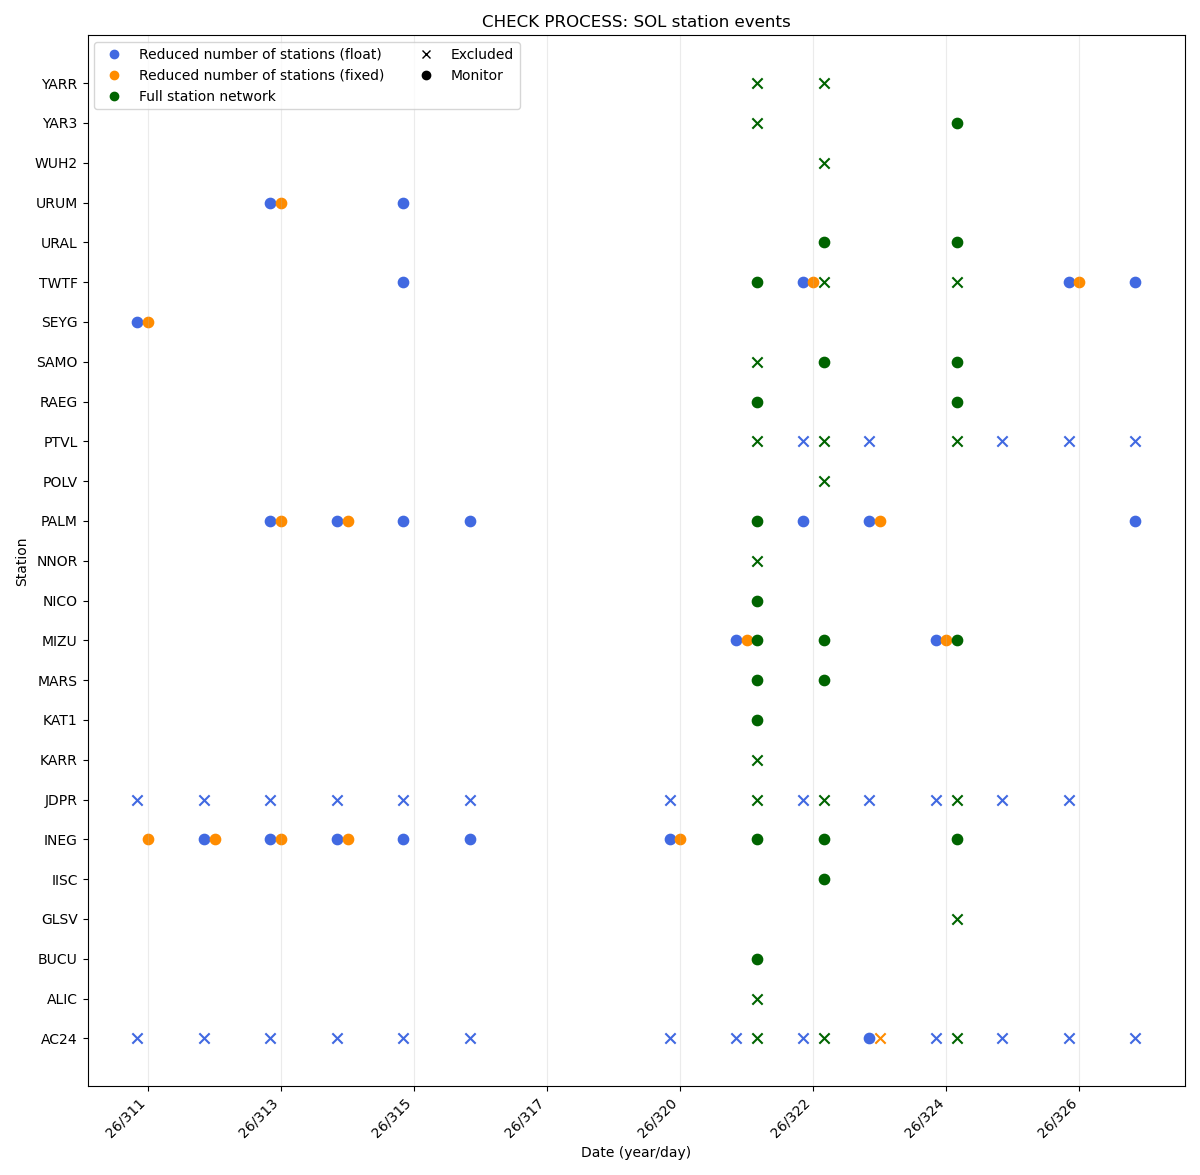 CHECK PROCESS: SOL station events
Reduced number of stations (float)
Reduced number of stations (fixed)
Full station network
Excluded
Monitor
Station
YARR
YAR3
WUH2
URUM
URAL
TWTF
SEYG
SAMO
RAEG
PTVL
POLV
PALM
NNOR
NICO
MIZU
MARS
KAT1
KARR
JDPR
INEG
IISC
GLSV
BUCU
ALIC
AC24
26/311
26/313
26/315
26/317
26/320
26/322
26/324
26/326
Date (year/day)